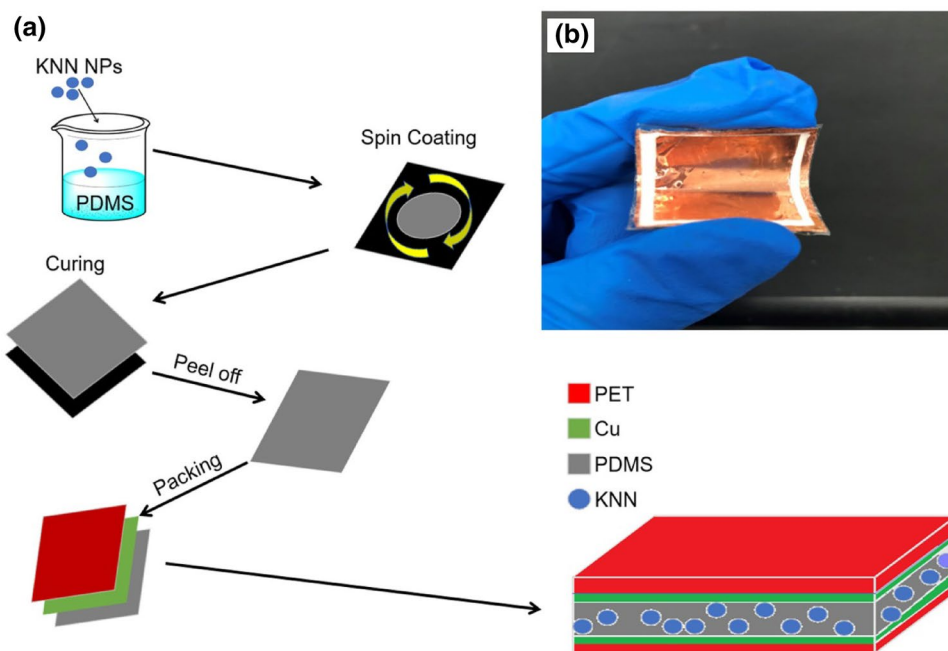 (a)
KNN NPs
PDMS
Spin Coating
Curing
Peel off
Packing
(b)
PET
Cu
PDMS
KNN